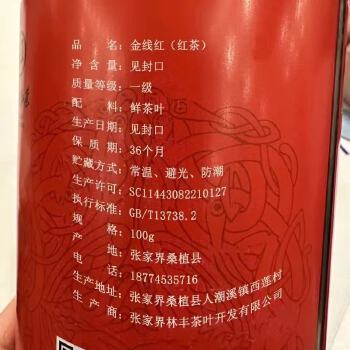 品名：金线红（红茶）
净含量：见封口
质量等级：一级
配料：鲜茶叶
生产日期：见封口
保质期：36个月
贮藏方式：常温、避光、防潮
生产许可：SC11443082210127
执行标准：GB/T13738.2
规格：100g
产地：张家界桑植县
电话：18774535716
生产地址：张家界桑植县人潮溪镇西莲村
生产商：张家界林丰茶叶开发有限公司